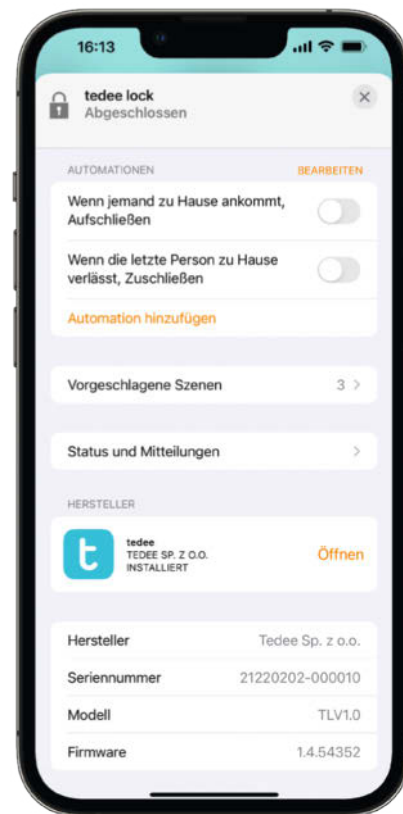 16:13
tedee lock
Abgeschlossen
AUTOMATIONEN BEARBEITEN
Wenn jemand zu Hause ankommt,
Aufschließen
Wenn die letzte Person zu Hause
verlässt, Zuschließen
Automation hinzufügen
Vorgeschlagene Szenen 3
Status und Mitteilungen
HERSTELLER
t
tedee
TEDEE SP. Z O.O.
INSTALLIERT
Öffnen
Hersteller Tedee Sp. z o.o.
Seriennummer 21220202-000010
Modell TLV1.0
Firmware 1.4.54352